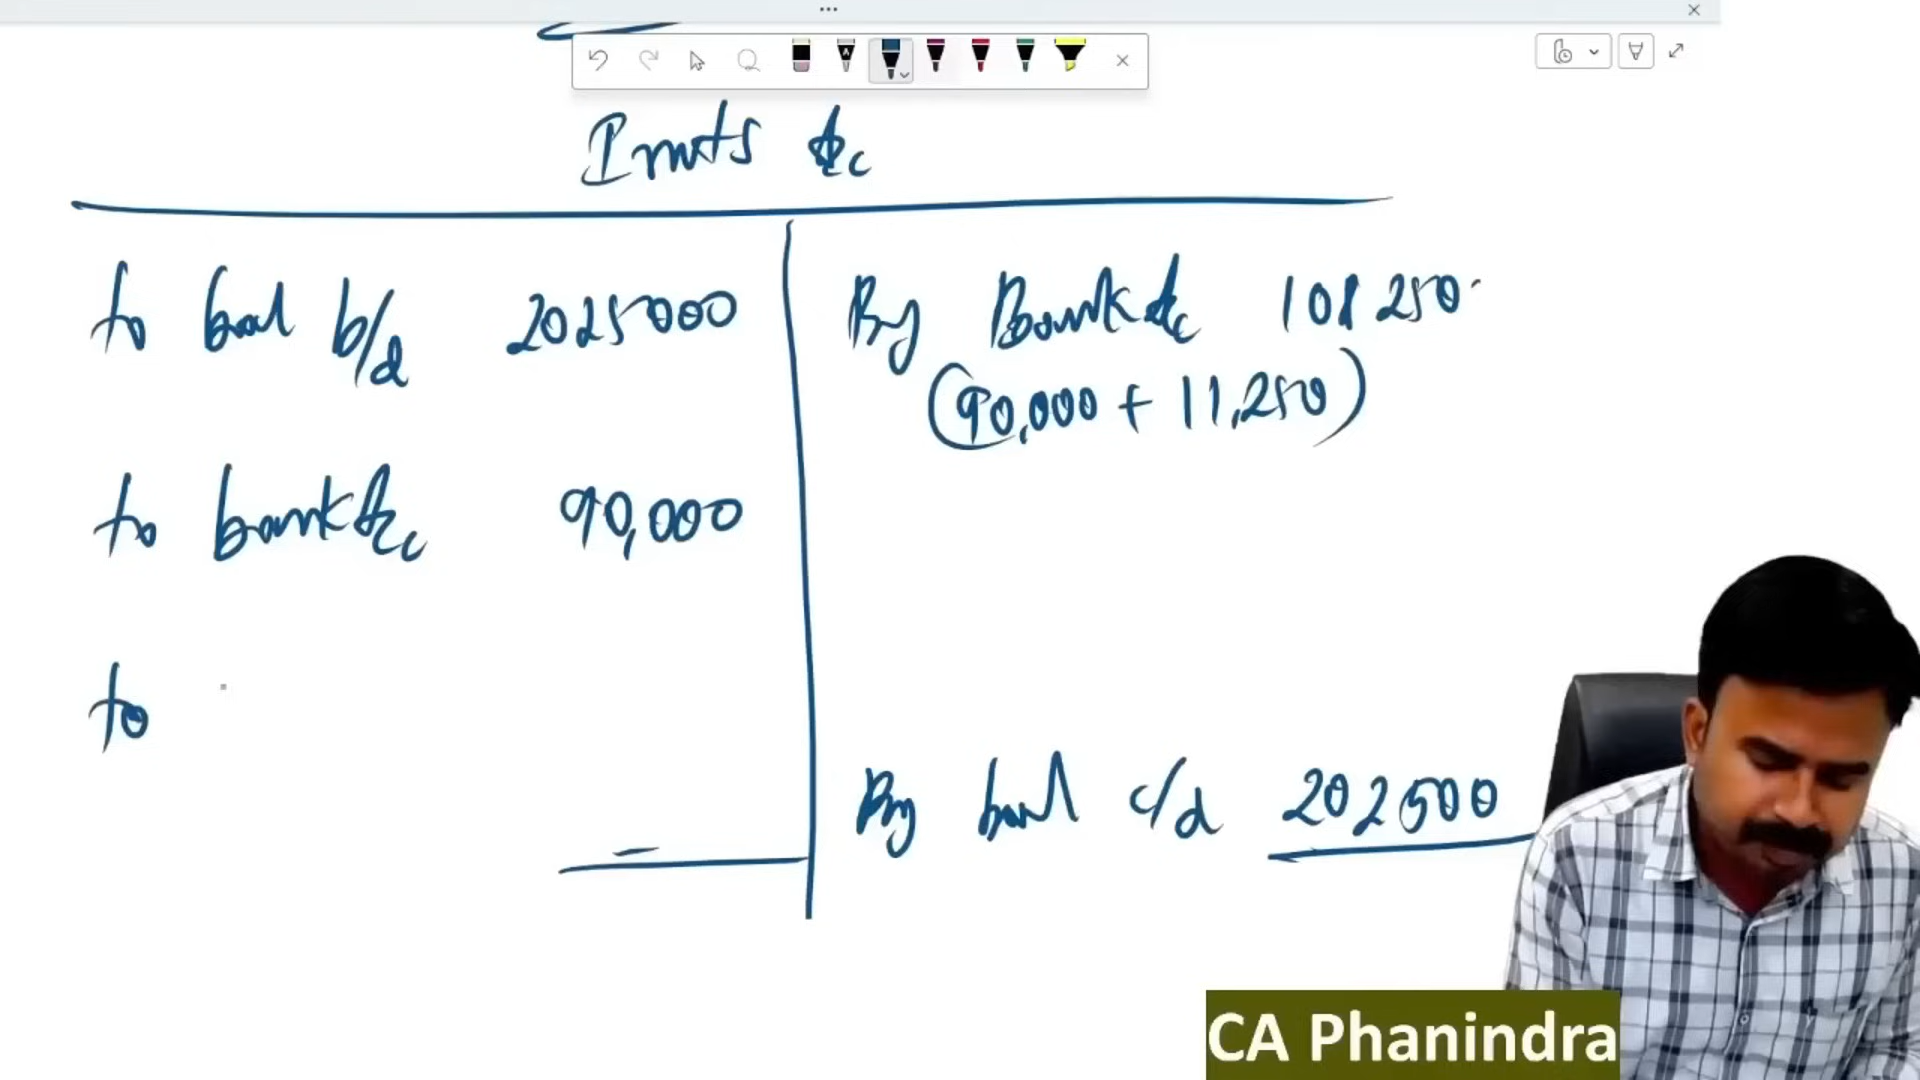 Invts A/c
To bal b/d 2025000
By Bank A/c 101250
(90,000 + 11,250)
To bank A/c 90,000
To
By bal c/d 202500
CA Phanindra